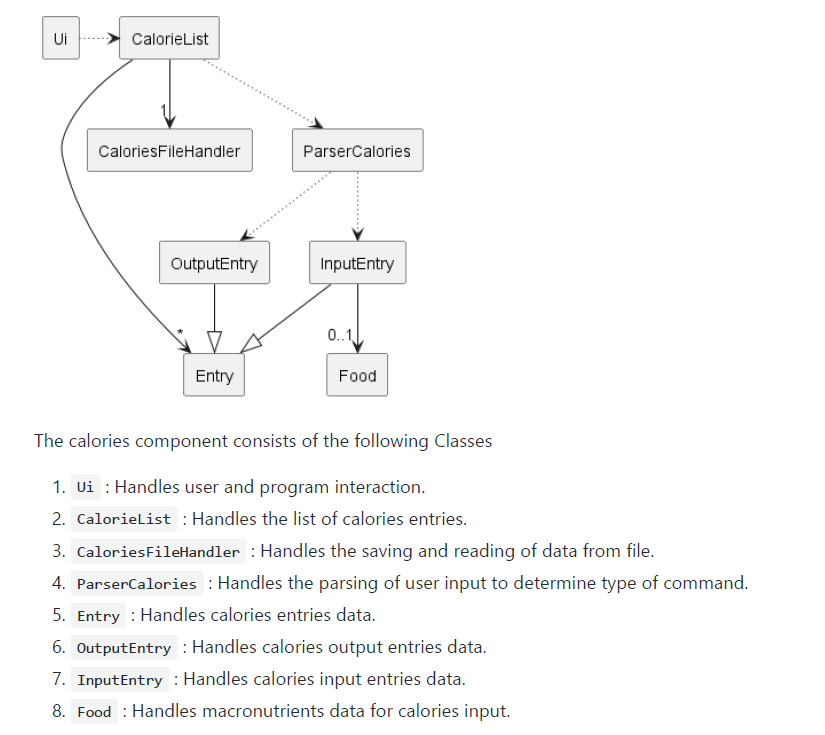 Ui
CalorieList
1
CaloriesFileHandler
ParserCalories
OutputEntry
InputEntry
*
0..1
Entry
Food
The calories component consists of the following Classes
1. Ui : Handles user and program interaction.
2. CalorieList : Handles the list of calories entries.
3. CaloriesFileHandler : Handles the saving and reading of data from file.
4. ParserCalories : Handles the parsing of user input to determine type of command.
5. Entry : Handles calories entries data.
6. OutputEntry : Handles calories output entries data.
7. InputEntry : Handles calories input entries data.
8. Food : Handles macronutrients data for calories input.